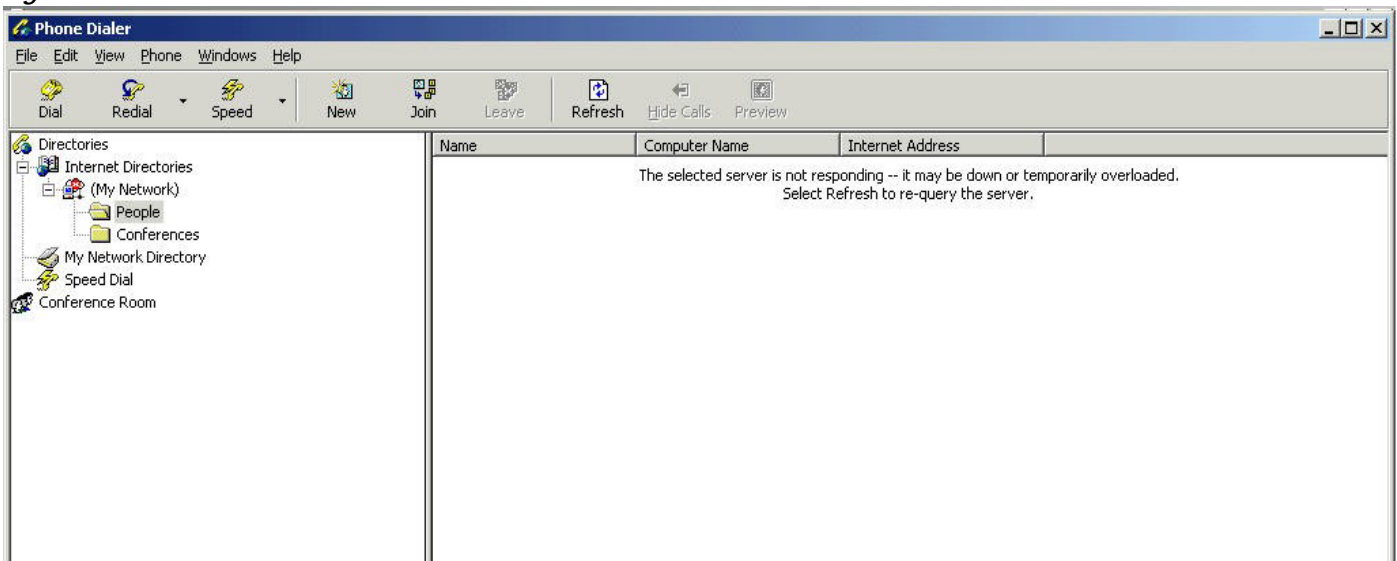 Phone Dialer
File Edit View Phone Windows Help
Dial Redial Speed New Join Leave Refresh Hide Calls Preview
Directories
Internet Directories
(My Network)
People
Conferences
My Network Directory
Speed Dial
Conference Room
Name Computer Name Internet Address
The selected server is not responding -- it may be down or temporarily overloaded.
Select Refresh to re-query the server.